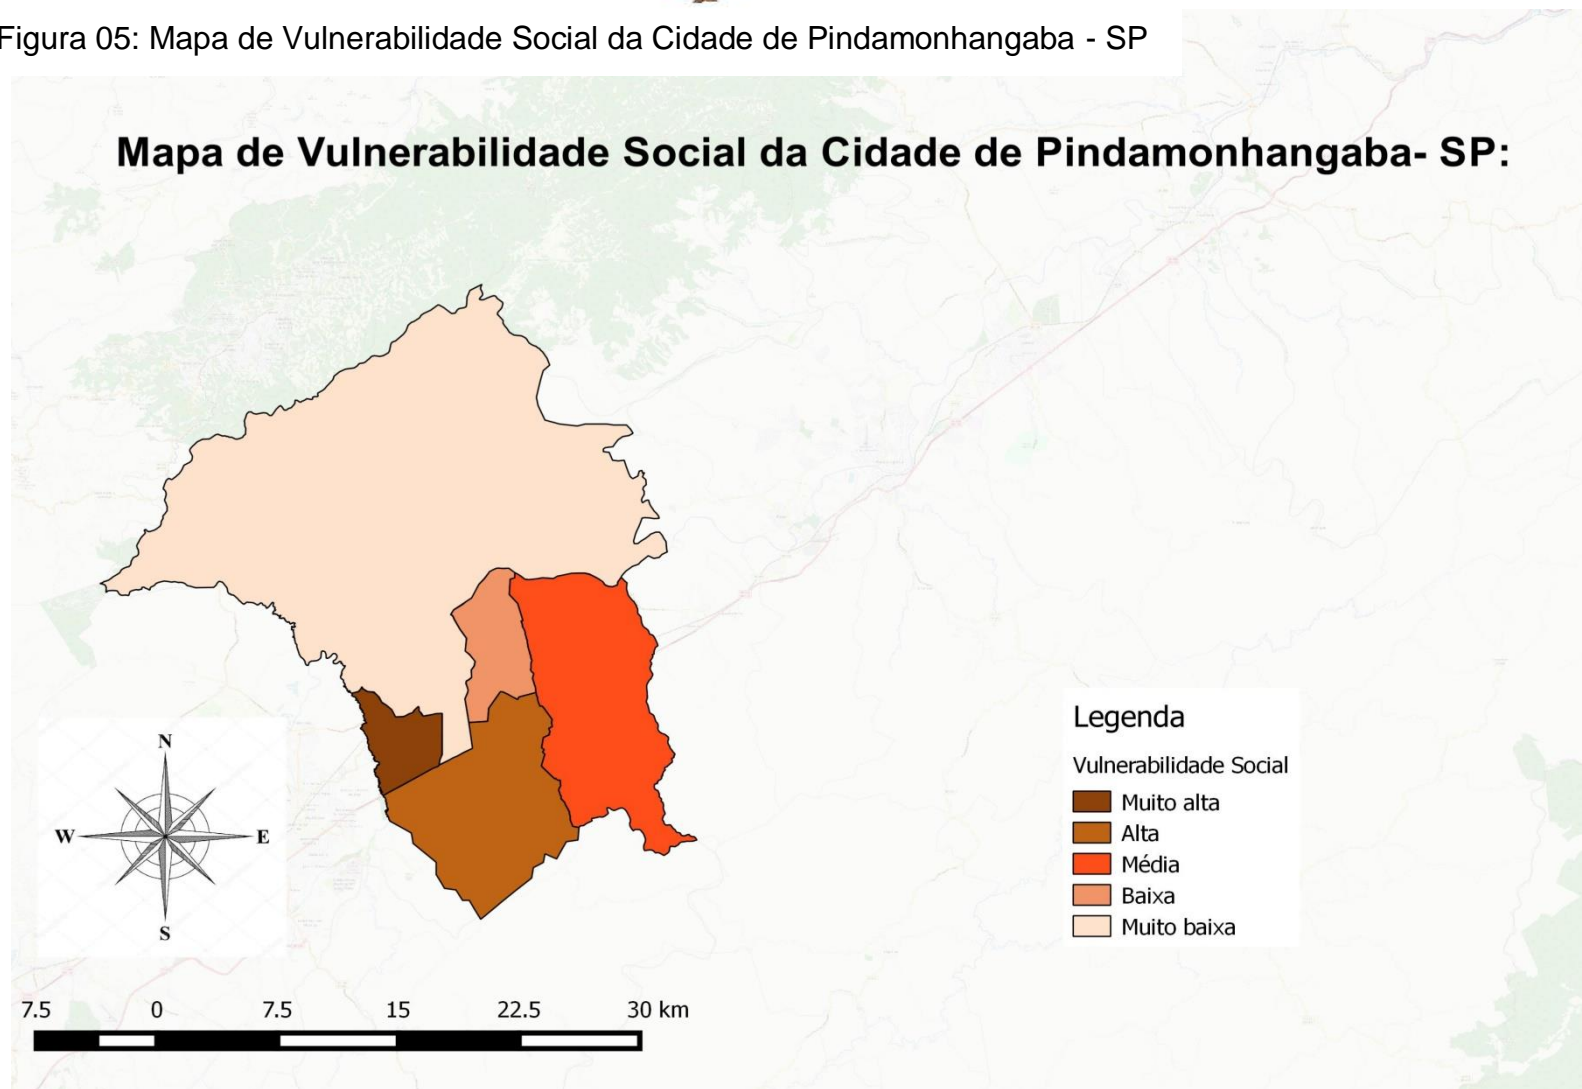 Figura 05: Mapa de Vulnerabilidade Social da Cidade de Pindamonhangaba - SP
Mapa de Vulnerabilidade Social da Cidade de Pindamonhangaba- SP:
Legenda
Vulnerabilidade Social
Muito alta
Alta
Média
Baixa
Muito baixa
N
W E
S
7.5 0 7.5 15 22.5 30 km